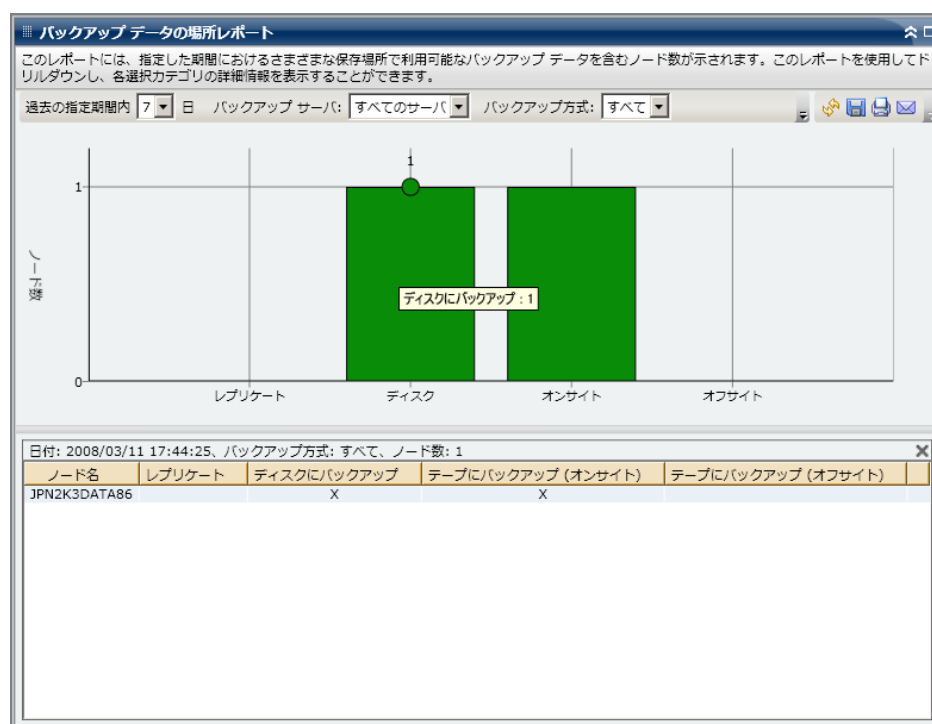 バックアップ データの場所レポート
このレポートには、指定した期間におけるさまざまな保存場所で利用可能なバックアップ データを含むノード数が示されます。このレポートを使用してド
リルダウンし、各選択カテゴリの詳細情報を表示することができます。
過去の指定期間内 7 日 バックアップ サーバ: すべてのサーバ バックアップ方式: すべて
1
1
ノード数
ディスクにバックアップ : 1
0
レプリケート ディスク オンサイト オフサイト
日付: 2008/03/11 17:44:25、バックアップ方式: すべて、ノード数: 1
ノード名 レプリケート ディスクにバックアップ テープにバックアップ (オンサイト) テープにバックアップ (オフサイト)
JPN2K3DATA86 X X